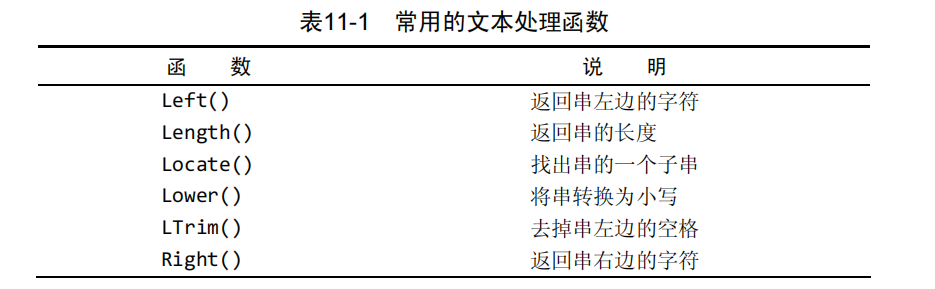 表11-1 常用的文本处理函数
函 数 说 明
Left() 返回串左边的字符
Length() 返回串的长度
Locate() 找出串的一个子串
Lower() 将串转换为小写
LTrim() 去掉串左边的空格
Right() 返回串右边的字符